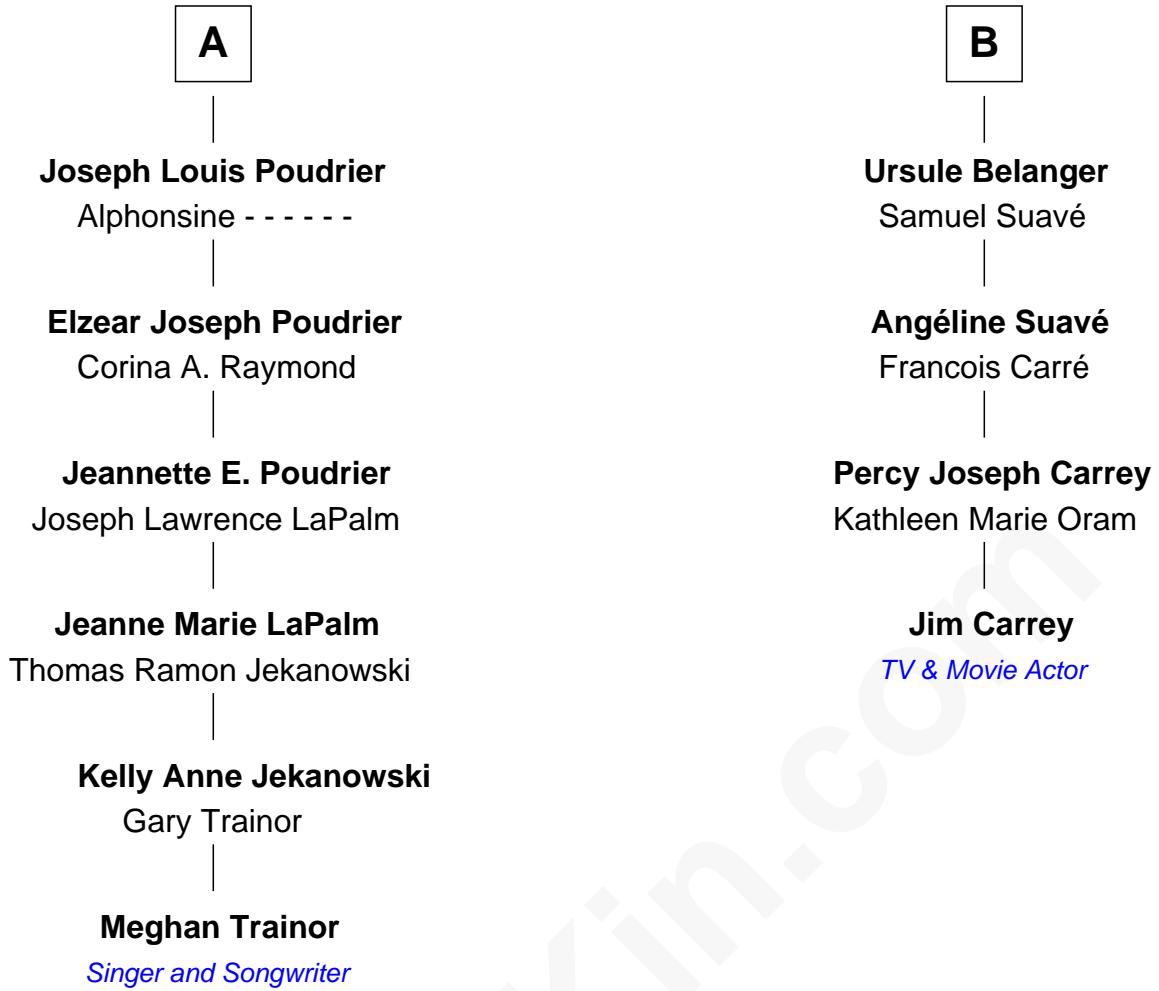 A
Joseph Louis Poudrier
Alphonsine - - - - - -
Elzear Joseph Poudrier
Corina A. Raymond
Jeannette E. Poudrier
Joseph Lawrence LaPalm
Jeanne Marie LaPalm
Thomas Ramon Jekanowski
Kelly Anne Jekanowski
Gary Trainor
Meghan Trainor
Singer and Songwriter
B
Ursule Belanger
Samuel Suavé
Angéline Suavé
Francois Carré
Percy Joseph Carrey
Kathleen Marie Oram
Jim Carrey
TV & Movie Actor
Kin.com